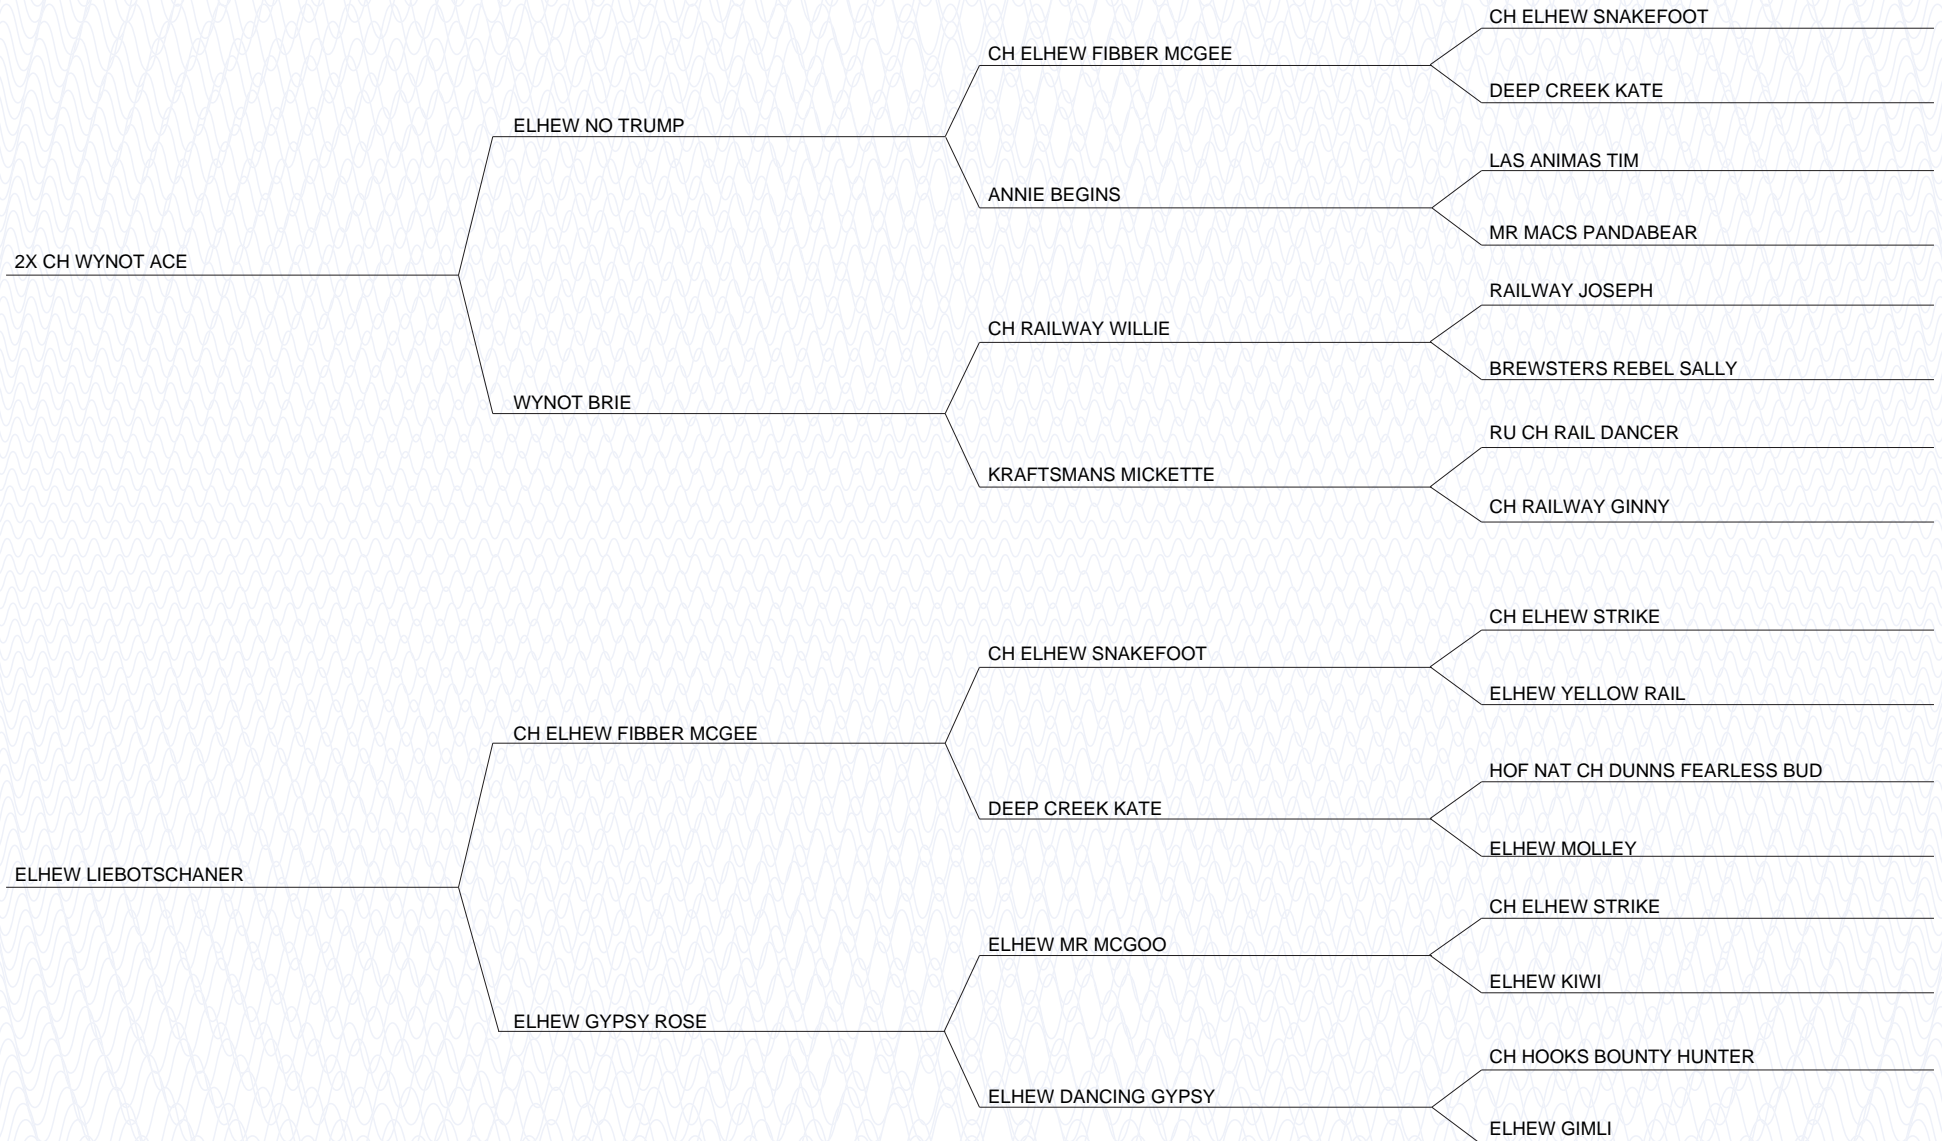 CH ELHEW SNAKEFOOT
CH ELHEW FIBBER MCGEE
DEEP CREEK KATE
ELHEW NO TRUMP
LAS ANIMAS TIM
ANNIE BEGINS
MR MACS PANDABEAR
2X CH WYNOT ACE
RAILWAY JOSEPH
CH RAILWAY WILLIE
BREWSTERS REBEL SALLY
WYNOT BRIE
RU CH RAIL DANCER
KRAFTSMANS MICKETTE
CH RAILWAY GINNY
CH ELHEW STRIKE
CH ELHEW SNAKEFOOT
ELHEW YELLOW RAIL
CH ELHEW FIBBER MCGEE
HOF NAT CH DUNNS FEARLESS BUD
DEEP CREEK KATE
ELHEW MOLLEY
ELHEW LIEBOTSCHANER
CH ELHEW STRIKE
ELHEW MR MCGOO
ELHEW KIWI
ELHEW GYPSY ROSE
CH HOOKS BOUNTY HUNTER
ELHEW DANCING GYPSY
ELHEW GIMLI